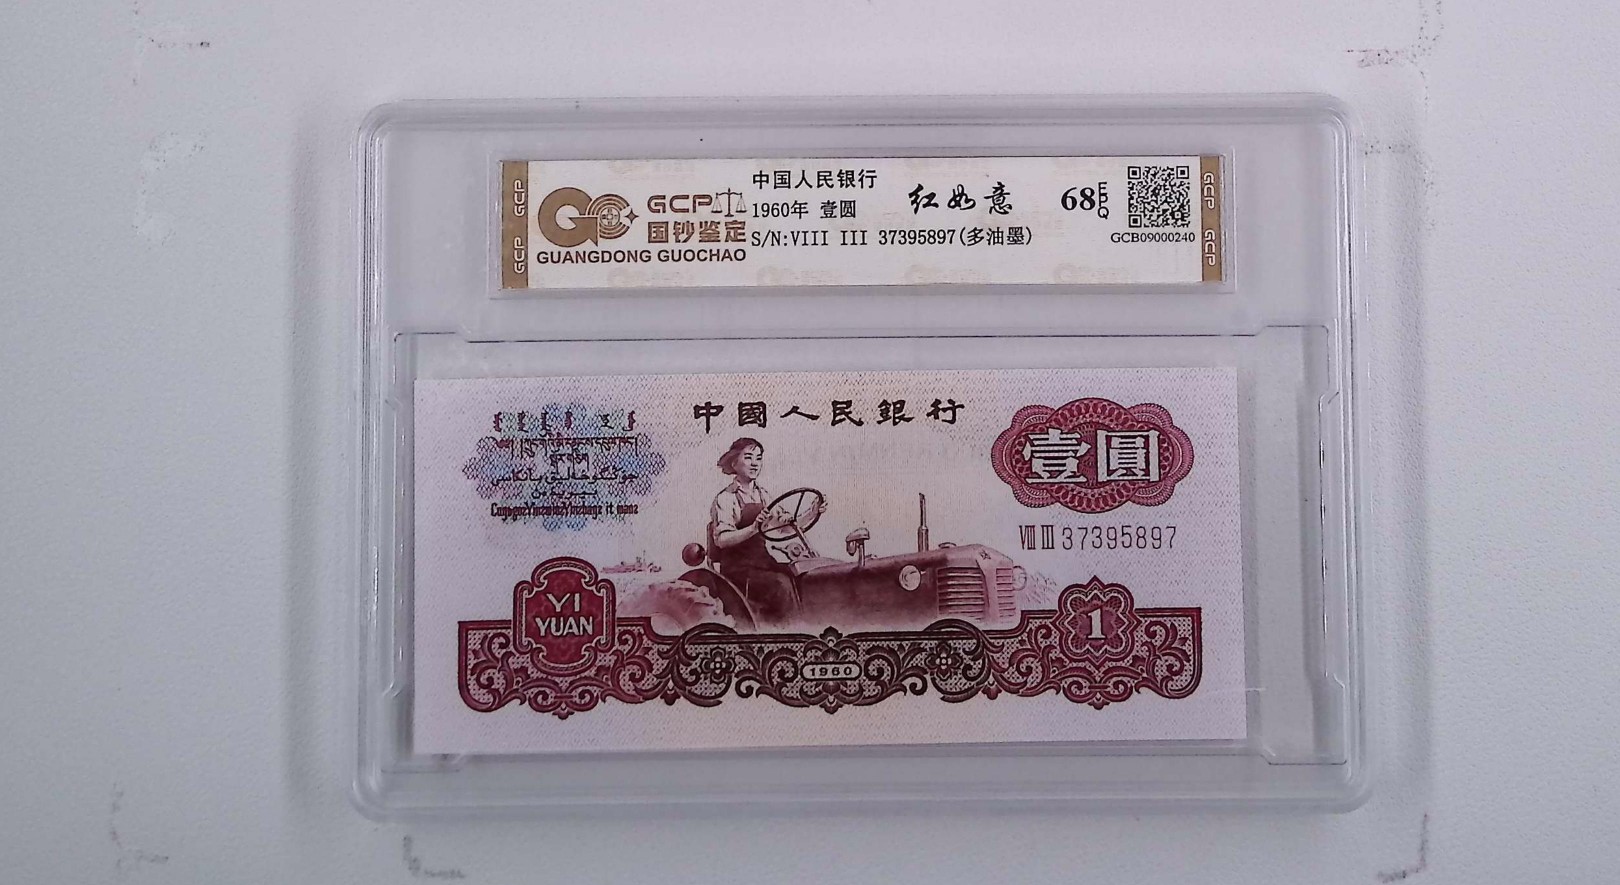 GCP
GCP
GCP
国钞鉴定
GUANGDONG GUOCHAO
中国人民银行
1960年 壹圆
S/N:VIII III 37395897(多油墨)
红如意
68 EPQ
GCB09000240
GCP
GCP
中國人民銀行
壹圓
VIII III 37395897
YI
YUAN
1960
1